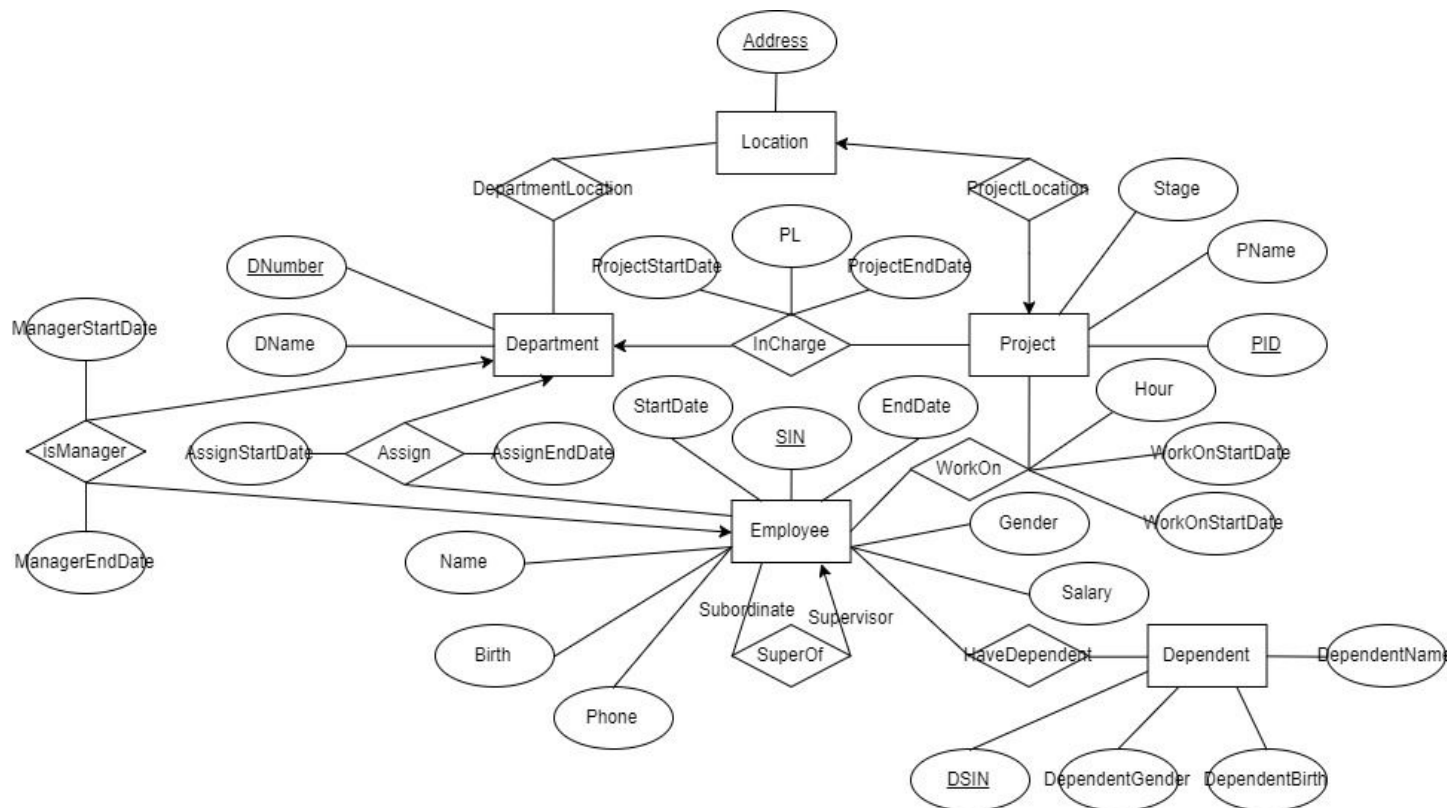 Address
Location
DepartmentLocation
ProjectLocation
Stage
PL
ProjectStartDate
ProjectEndDate
PName
DNumber
ManagerStartDate
DName
Department
InCharge
Project
PID
StartDate
EndDate
Hour
SIN
isManager
AssignStartDate
Assign
AssignEndDate
WorkOn
WorkOnStartDate
Employee
Gender
WorkOnStartDate
Name
ManagerEndDate
Salary
Subordinate
Supervisor
Birth
SuperOf
HaveDependent
Dependent
DependentName
Phone
DSIN
DependentGender
DependentBirth